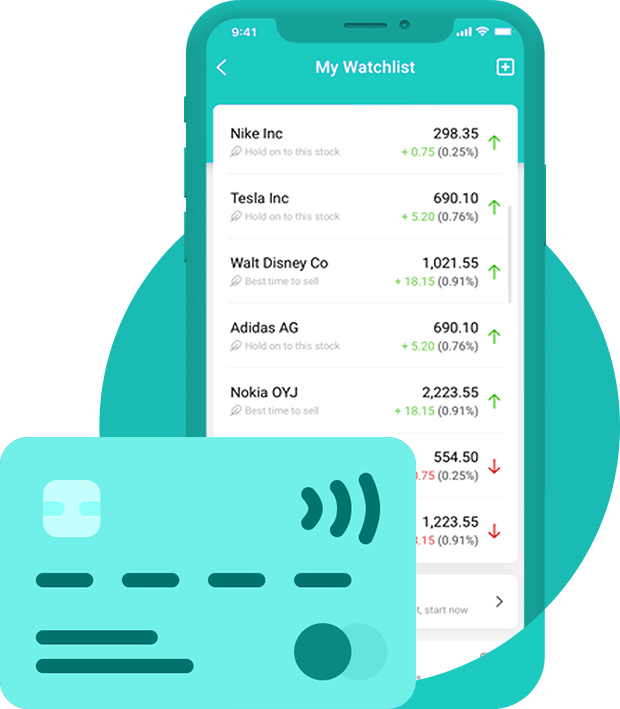 9:41
My Watchlist
Nike Inc 298.35
Hold on to this stock + 0.75 (0.25%)
Tesla Inc 690.10
Hold on to this stock + 5.20 (0.76%)
Walt Disney Co 1,021.55
Best time to sell + 18.15 (0.91%)
Adidas AG 690.10
Hold on to this stock + 5.20 (0.76%)
Nokia OYJ 2,223.55
Best time to sell + 18.15 (0.91%)
554.50
0.75 (0.25%)
1,223.55
.15 (0.91%)
, start now